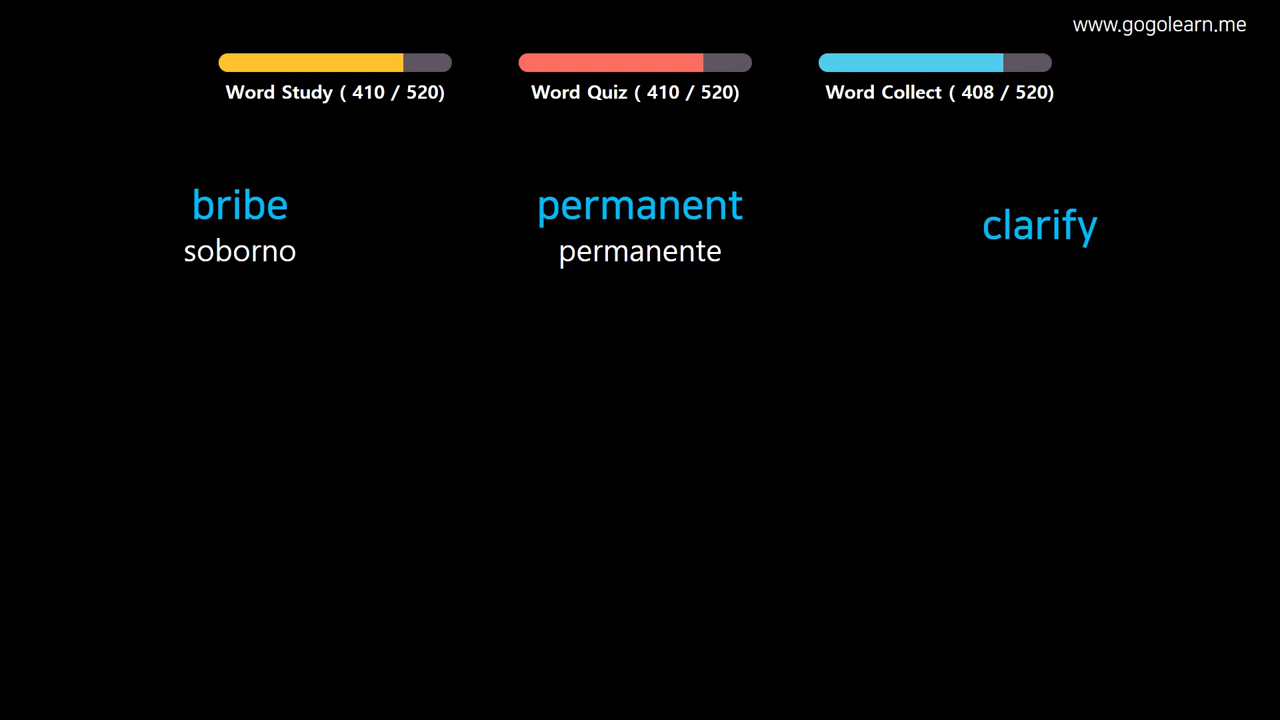 www.gogolearn.me
Word Study ( 410 / 520)
Word Quiz ( 410 / 520)
Word Collect ( 408 / 520)
bribe
soborno
permanent
permanente
clarify